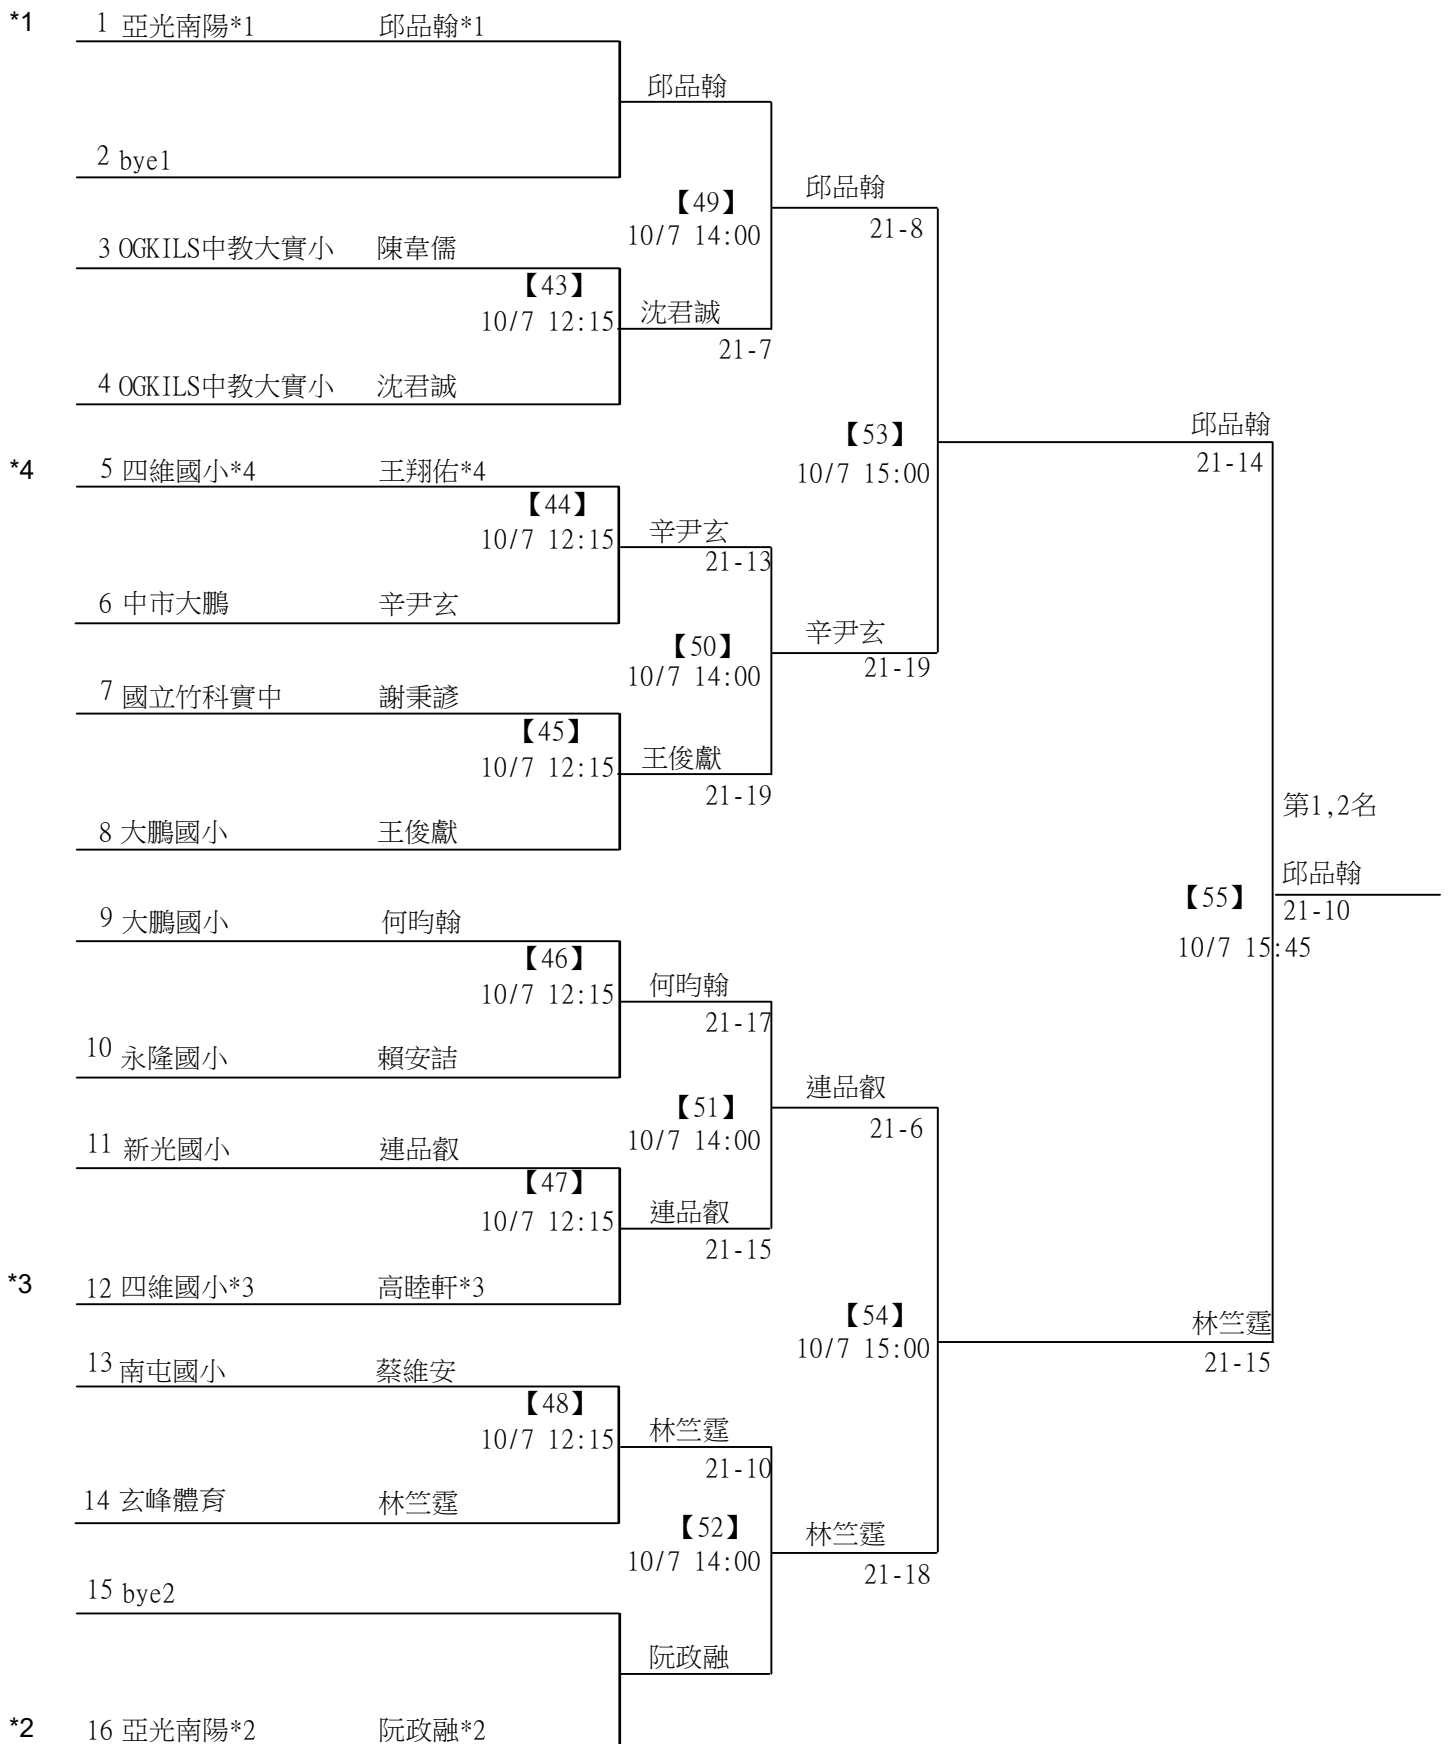 *1 1 亞光南陽*1 邱品翰*1
邱品翰
2 bye1
【49】 邱品翰
10/7 14:00 21-8
3 OGKILS中教大實小 陳韋儒
【43】
10/7 12:15 沈君誠
21-7
4 OGKILS中教大實小 沈君誠
【53】 邱品翰
10/7 15:00 21-14
*4 5 四維國小*4 王翔佑*4
【44】
10/7 12:15 辛尹玄
21-13
6 中市大鵬 辛尹玄
【50】 辛尹玄
10/7 14:00 21-19
7 國立竹科實中 謝秉諺
【45】
10/7 12:15 王俊獻
21-19
8 大鵬國小 王俊獻
第1,2名
邱品翰
【55】 21-10
10/7 15:45
9 大鵬國小 何昀翰
【46】
10/7 12:15 何昀翰
21-17
10 永隆國小 賴安詰
【51】 連品叡
10/7 14:00 21-6
11 新光國小 連品叡
【47】
10/7 12:15 連品叡
21-15
*3 12 四維國小*3 高睦軒*3
【54】 林竺霆
10/7 15:00 21-15
13 南屯國小 蔡維安
【48】
10/7 12:15 林竺霆
21-10
14 玄峰體育 林竺霆
【52】 林竺霆
10/7 14:00 21-18
15 bye2
阮政融
*2 16 亞光南陽*2 阮政融*2